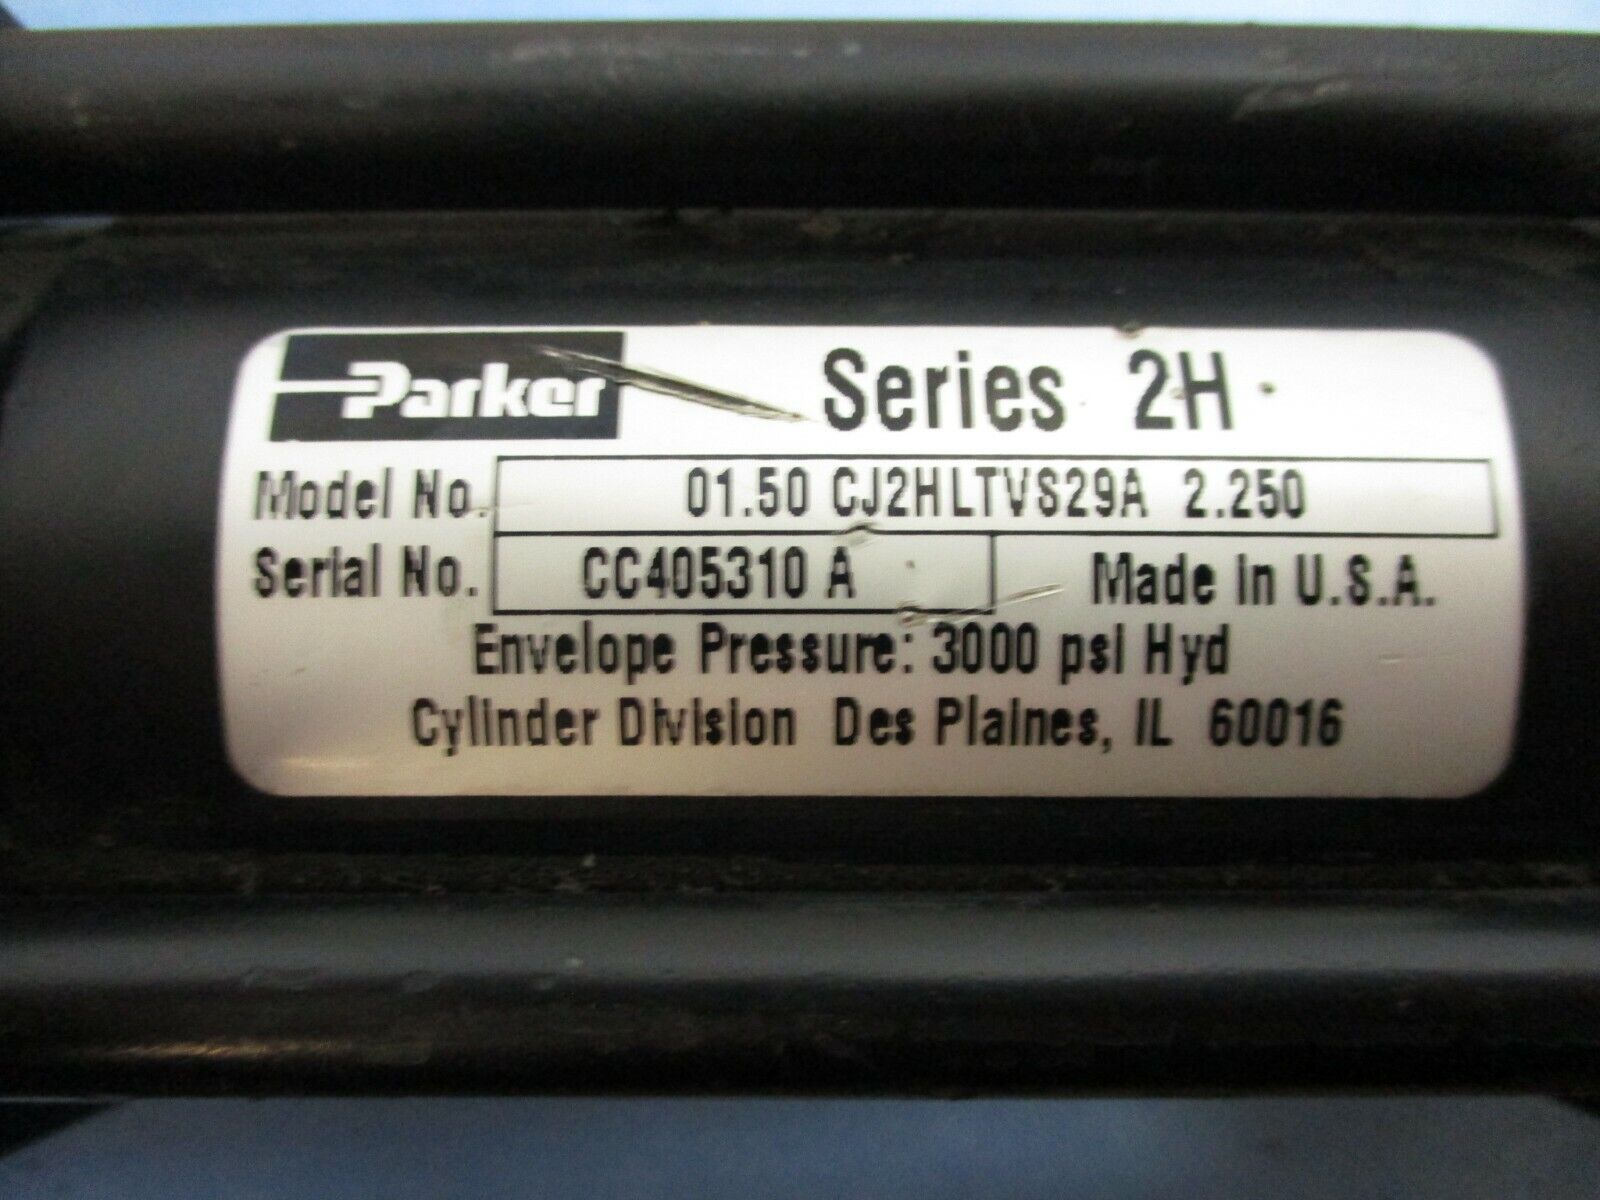 Parker Series 2H
Model No. 01.50 CJ2HLTVS29A 2.250
Serial No. CC405310 A Made in U.S.A.
Envelope Pressure: 3000 psi Hyd
Cylinder Division Des Plaines, IL 60016